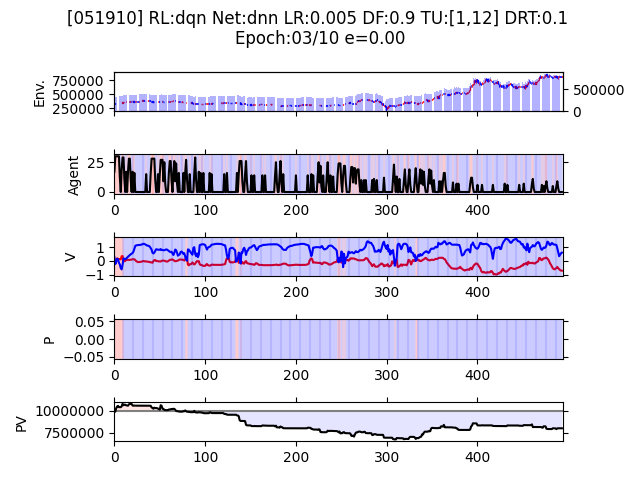 [051910] RL:dqn Net:dnn LR:0.005 DF:0.9 TU:[1,12] DRT:0.1
Epoch:03/10 e=0.00
Env.
750000
500000
250000
500000
0
Agent
25
0
0 100 200 300 400
V
1
0
−1
0 100 200 300 400
P
0.05
0.00
−0.05
0 100 200 300 400
PV
10000000
7500000
0 100 200 300 400